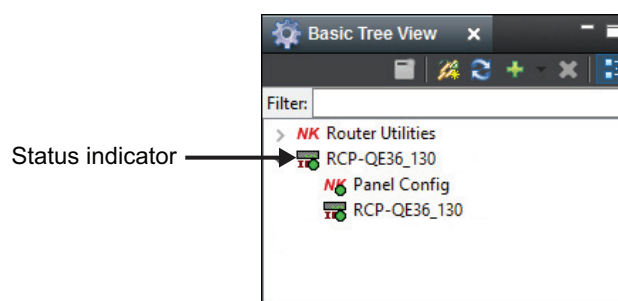 Basic Tree View
Filter:
NK Router Utilities
Status indicator
RCP-QE36_130
NK Panel Config
RCP-QE36_130